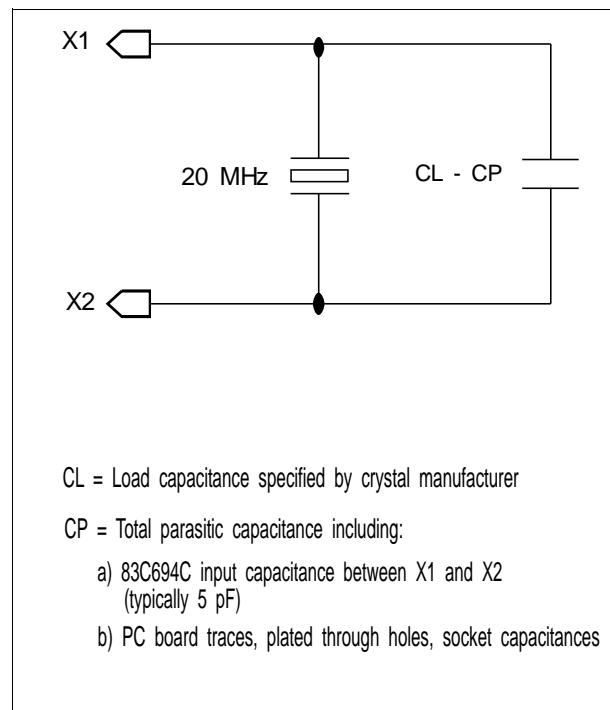 X1
20 MHz
CL - CP
X2
CL = Load capacitance specified by crystal manufacturer
CP = Total parasitic capacitance including:
a) 83C694C input capacitance between X1 and X2
(typically 5 pF)
b) PC board traces, plated through holes, socket capacitances